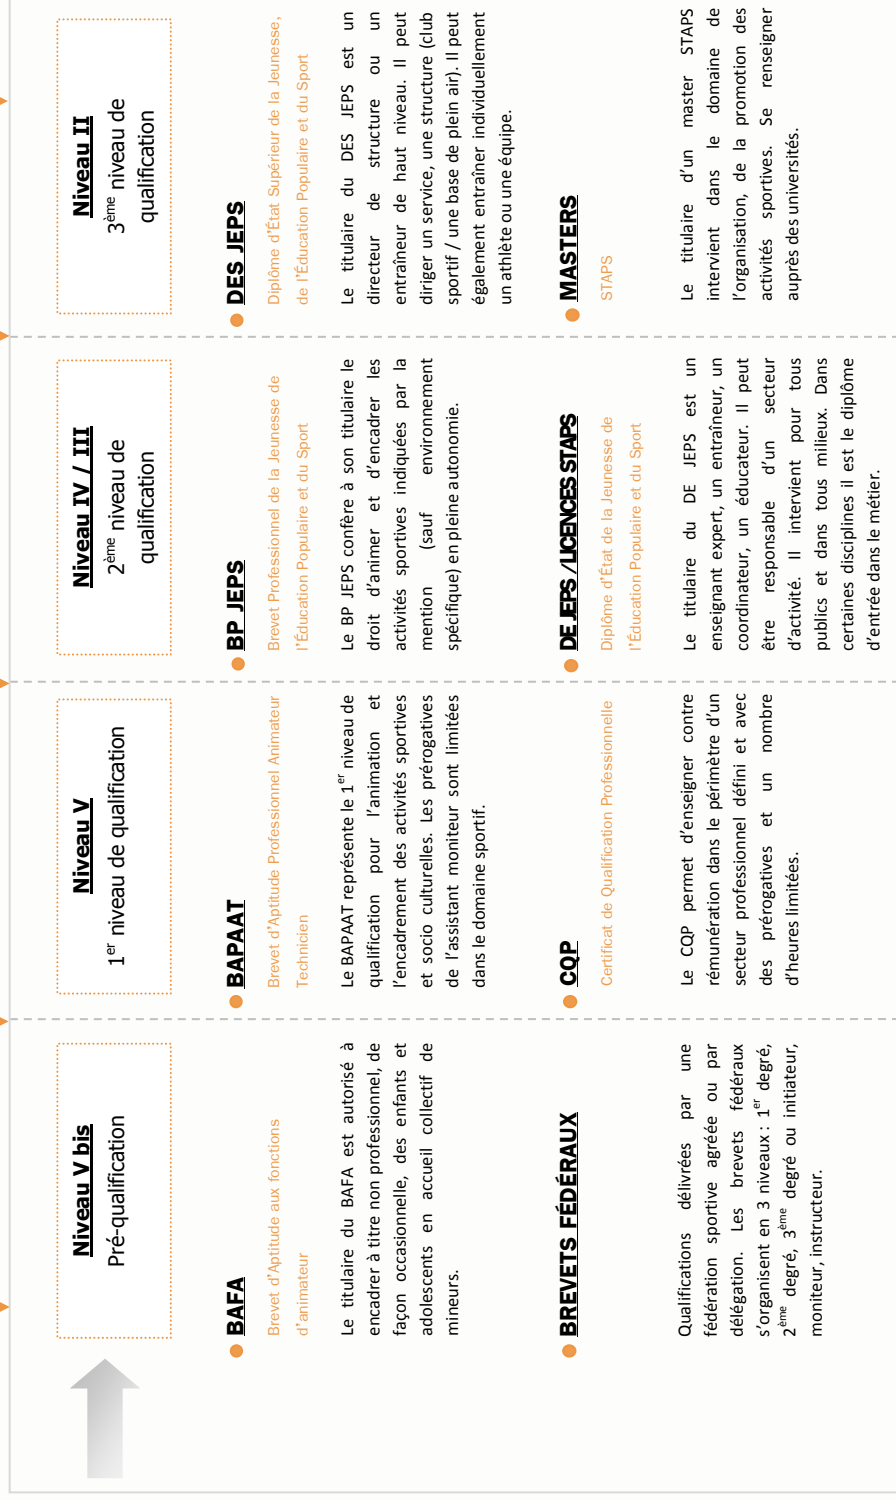 Niveau V bis
Pré-qualification
BAFA
Brevet d'Aptitude aux fonctions
d'animateur
Le titulaire du BAFA est autorisé à
encadrer à titre non professionnel, de
façon occasionnelle, des enfants et
adolescents en accueil collectif de
mineurs.
BREVETS FÉDÉRAUX
Qualifications délivrées par une
fédération sportive agréée ou par
délégation. Les brevets fédéraux
s'organisent en 3 niveaux : 1er degré,
2ème degré, 3ème degré ou initiateur,
moniteur, instructeur.
Niveau V
1er niveau de qualification
BAPAAT
Brevet d'Aptitude Professionnel Animateur
Technicien
Le BAPAAT représente le 1er niveau de
qualification pour l'animation et
l'encadrement des activités sportives
et socio culturelles. Les prérogatives
de l'assistant moniteur sont limitées
dans le domaine sportif.
CQP
Certificat de Qualification Professionnelle
Le CQP permet d'enseigner contre
rémunération dans le périmètre d'un
secteur professionnel défini et avec
des prérogatives et un nombre
d'heures limitées.
Niveau IV / III
2ème niveau de
qualification
BP JEPS
Brevet Professionnel de la Jeunesse de
l'Éducation Populaire et du Sport
Le BP JEPS confère à son titulaire le
droit d'animer et d'encadrer les
activités sportives indiquées par la
mention (sauf environnement
spécifique) en pleine autonomie.
DE JEPS / LICENCES STAPS
Diplôme d'État de la Jeunesse de
l'Éducation Populaire et du Sport
Le titulaire du DE JEPS est un
enseignant expert, un entraîneur, un
coordinateur, un éducateur. Il peut
être responsable d'un secteur
d'activité. Il intervient pour tous
publics et dans tous milieux. Dans
certaines disciplines il est le diplôme
d'entrée dans le métier.
Niveau II
3ème niveau de
qualification
DES JEPS
Diplôme d'État Supérieur de la Jeunesse,
de l'Éducation Populaire et du Sport
Le titulaire du DES JEPS est un
directeur de structure ou un
entraîneur de haut niveau. Il peut
diriger un service, une structure (club
sportif / une base de plein air). Il peut
également entraîner individuellement
un athlète ou une équipe.
MASTERS
STAPS
Le titulaire d'un master STAPS
intervient dans le domaine de
l'organisation, de la promotion des
activités sportives. Se renseigner
auprès des universités.